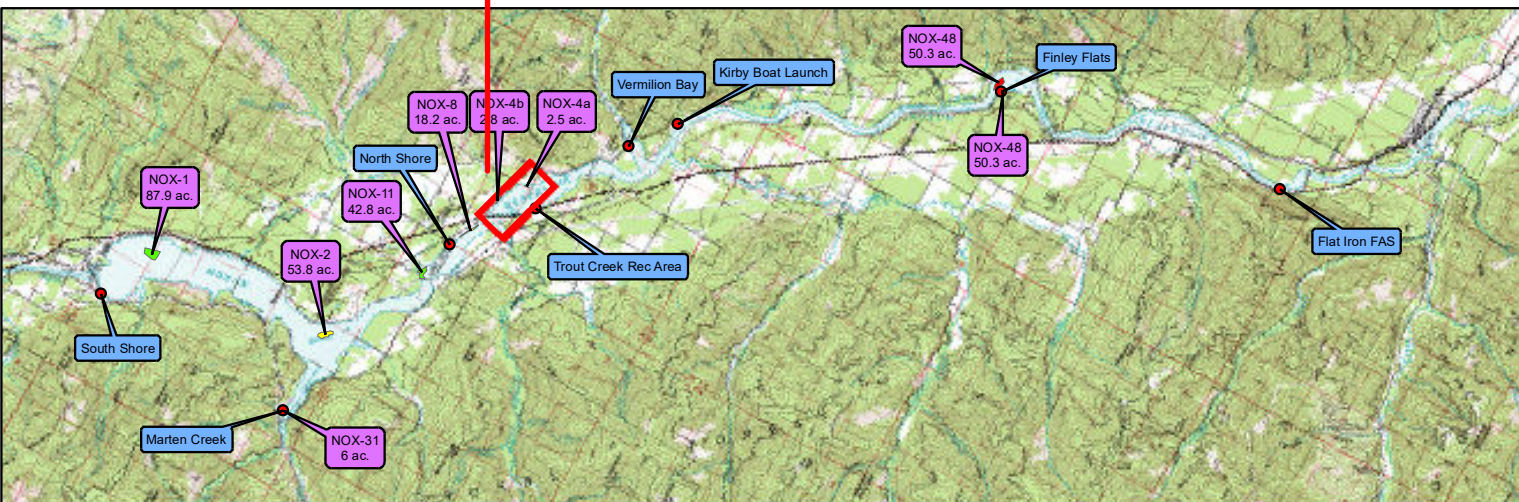 NOX-48
50.3 ac.
Finley Flats
Kirby Boat Launch
Vermilion Bay
NOX-8
18.2 ac.
NOX-4b
2.8 ac.
NOX-4a
2.5 ac.
NOX-48
50.3 ac.
North Shore
NOX-1
87.9 ac.
NOX-11
42.8 ac.
Flat Iron FAS
NOX-2
53.8 ac.
Trout Creek Rec Area
South Shore
Marten Creek
NOX-31
6 ac.